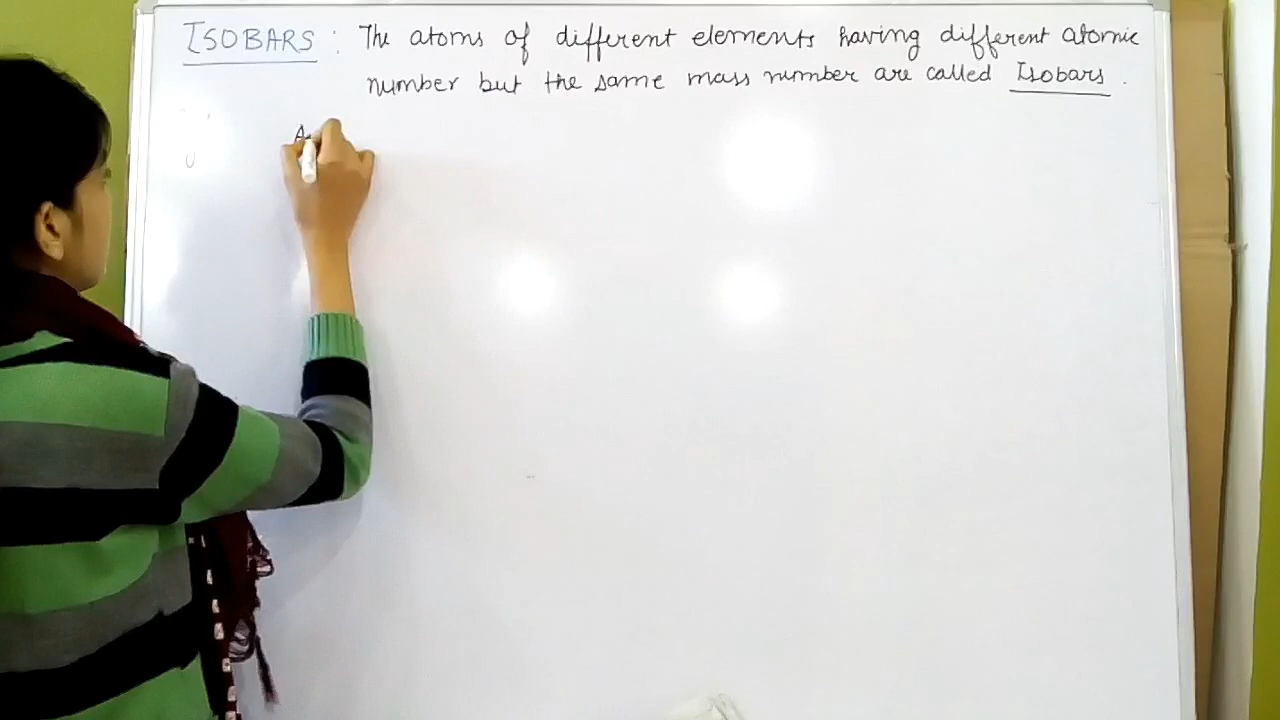 ISOBARS : The atoms of different elements having different atomic
number but the same mass number are called Isobars.